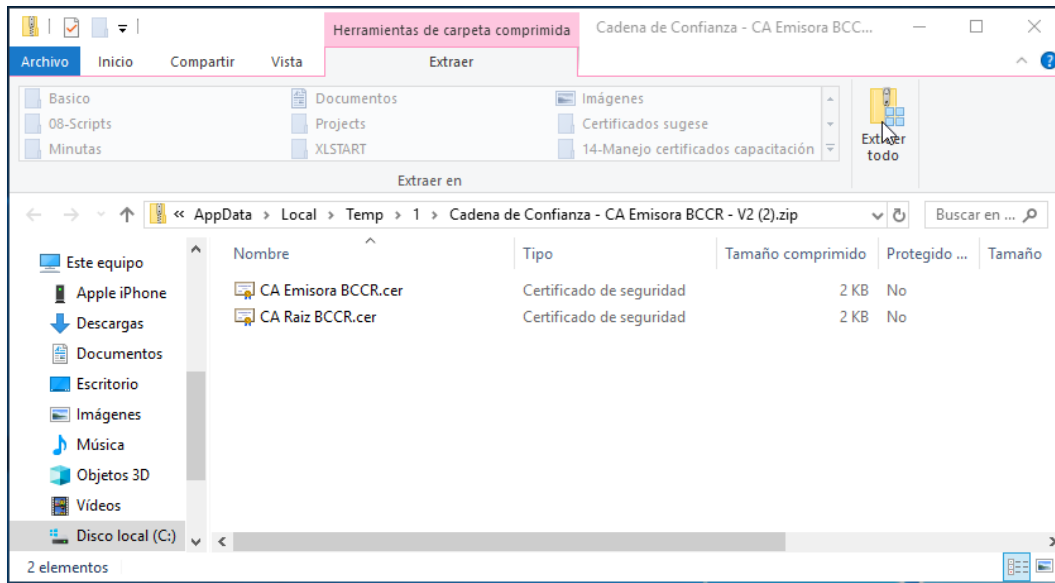 Herramientas de carpeta comprimida
Cadena de Confianza - CA Emisora BCC...
Archivo Inicio Compartir Vista Extraer
Basico Documentos Imágenes
08-Scripts Projects Certificados sugese
Minutas XLSTART 14-Manejo certificados capacitación
Extraer todo
Extraer en
« AppData > Local > Temp > 1 > Cadena de Confianza - CA Emisora BCCR - V2 (2).zip
Buscar en ...
Este equipo
Apple iPhone
Descargas
Documentos
Escritorio
Imágenes
Música
Objetos 3D
Vídeos
Disco local (C:)
Nombre Tipo Tamaño comprimido Protegido ... Tamaño
CA Emisora BCCR.cer Certificado de seguridad 2 KB No
CA Raiz BCCR.cer Certificado de seguridad 2 KB No
2 elementos